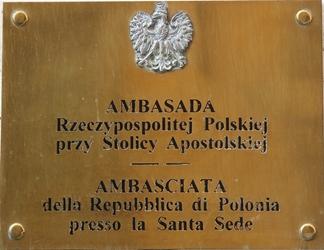 AMBASADA
Rzeczypospolitej Polskiej
przy Stolicy Apostolskiej
AMBASCIATA
della Repubblica di Polonia
presso la Santa Sede